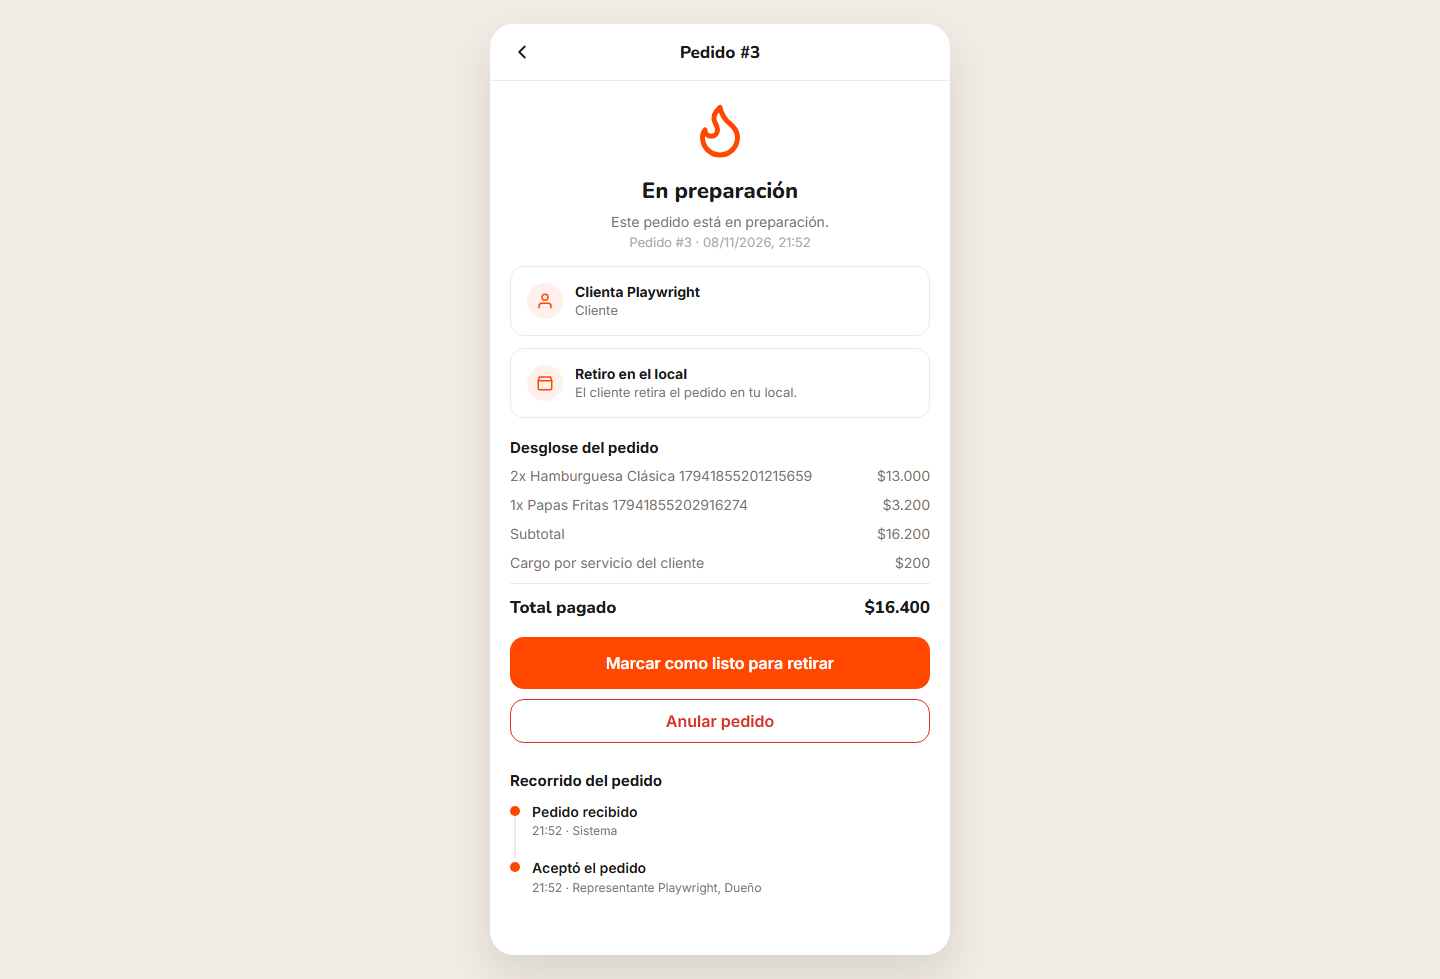 Pedido #3
En preparación
Este pedido está en preparación.
Pedido #3 · 08/11/2026, 21:52
Clienta Playwright
Cliente
Retiro en el local
El cliente retira el pedido en tu local.
Desglose del pedido
2x Hamburguesa Clásica 17941855201215659 $13.000
1x Papas Fritas 17941855202916274 $3.200
Subtotal $16.200
Cargo por servicio del cliente $200
Total pagado $16.400
Marcar como listo para retirar
Anular pedido
Recorrido del pedido
Pedido recibido
21:52 · Sistema
Aceptó el pedido
21:52 · Representante Playwright, Dueño